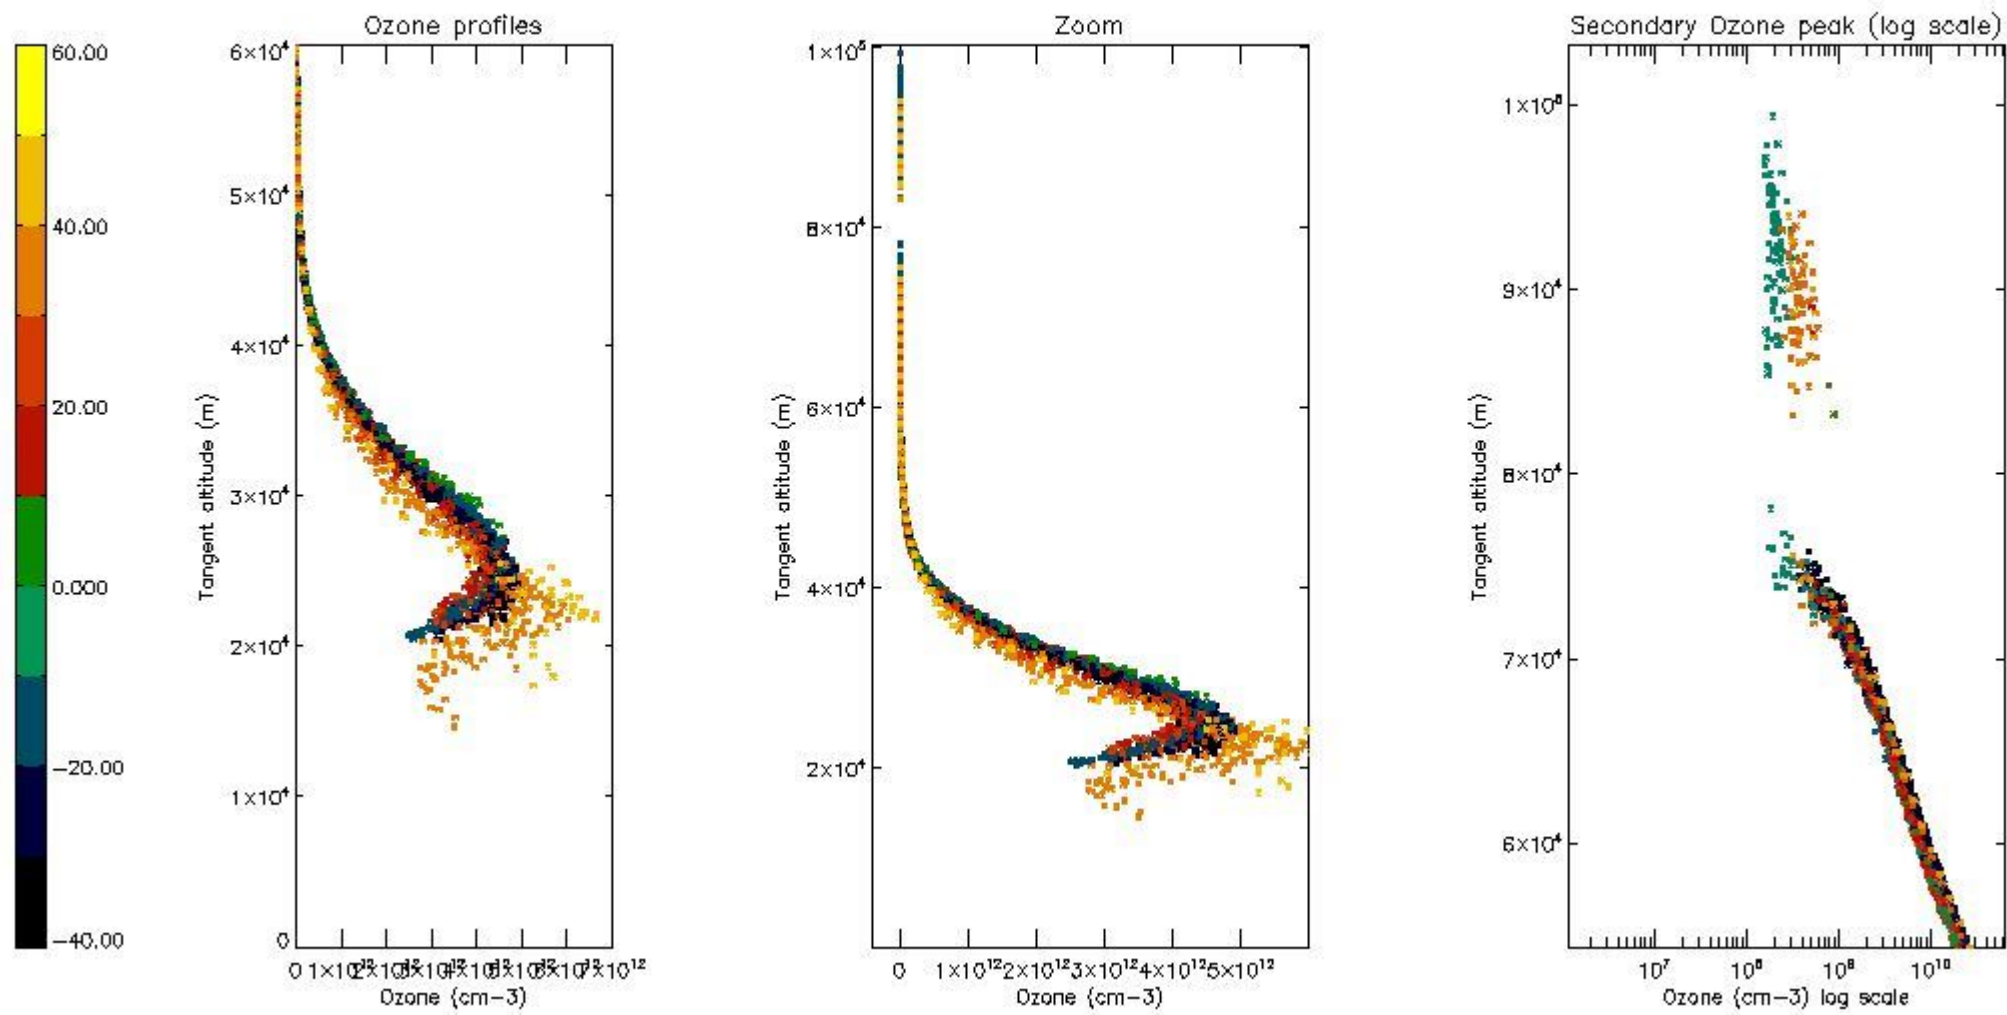 Ozone profiles
Zoom
Secondary Ozone peak (log scale)
60.00
40.00
20.00
0.000
-20.00
-40.00
6×10⁴
5×10⁴
4×10⁴
3×10⁴
2×10⁴
1×10⁴
0
Tangent altitude (m)
Ozone (cm-3)
1×10⁵
8×10⁴
6×10⁴
4×10⁴
2×10⁴
Tangent altitude (m)
0 1×10¹² 2×10¹² 3×10¹² 4×10¹² 5×10¹²
Ozone (cm-3)
9×10⁴
8×10⁴
7×10⁴
6×10⁴
Tangent altitude (m)
10⁷ 10⁸ 10⁹ 10¹⁰
Ozone (cm-3) log scale